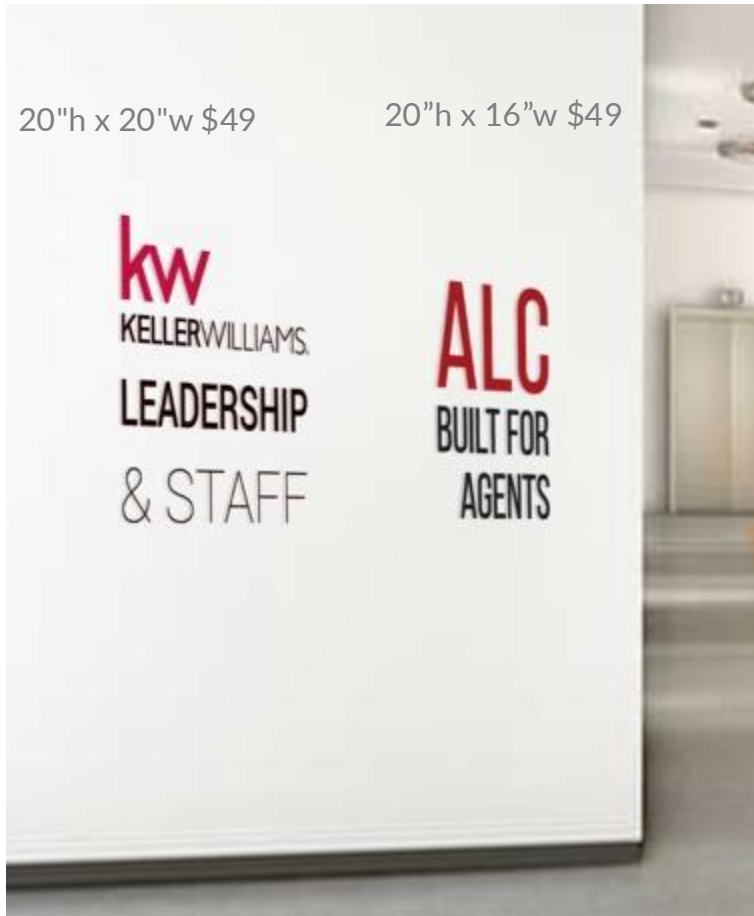 20"h x 20"w $49
20”h x 16”w $49
kw
KELLERWILLIAMS.
LEADERSHIP
& STAFF
ALC
BUILT FOR
AGENTS